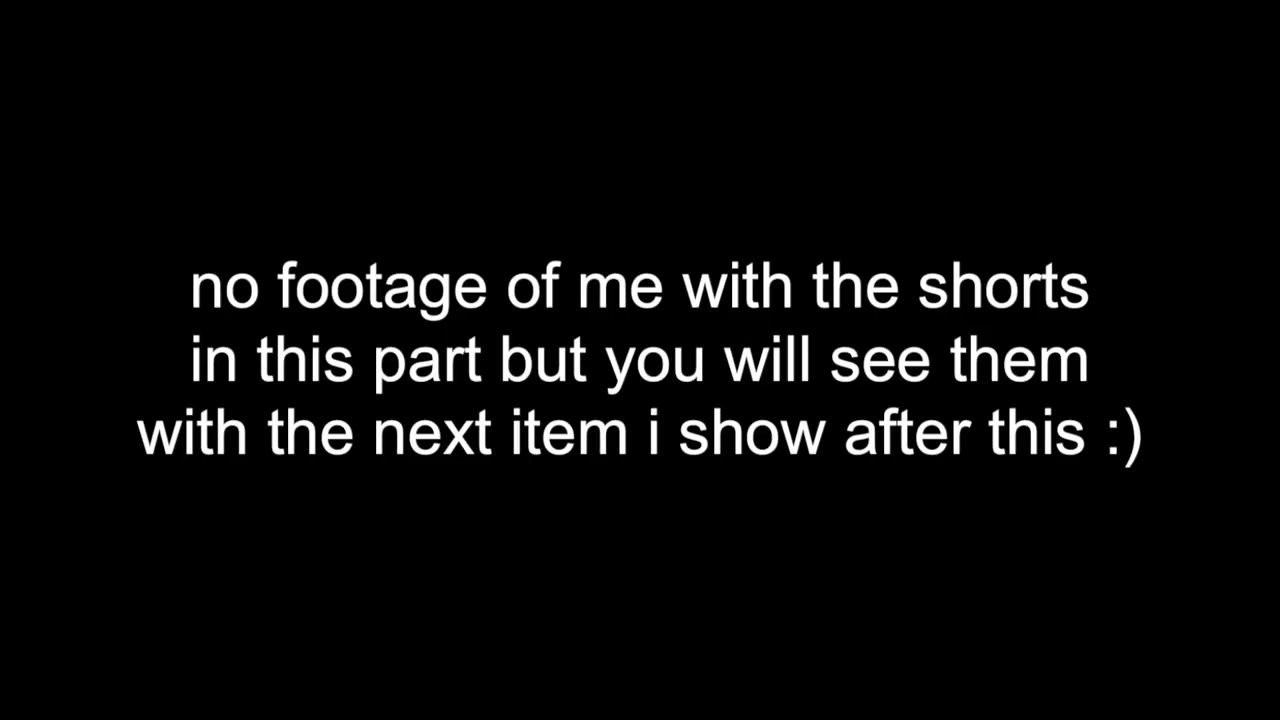 no footage of me with the shorts
in this part but you will see them
with the next item i show after this :)